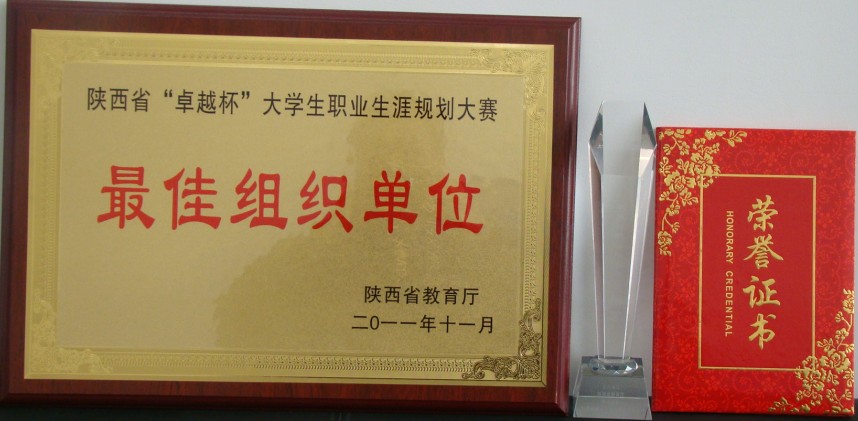 陕西省“卓越杯”大学生职业生涯规划大赛
最佳组织单位
陕西省教育厅
二0一一年十一月
荣誉证书
HONORARY CREDENTIAL